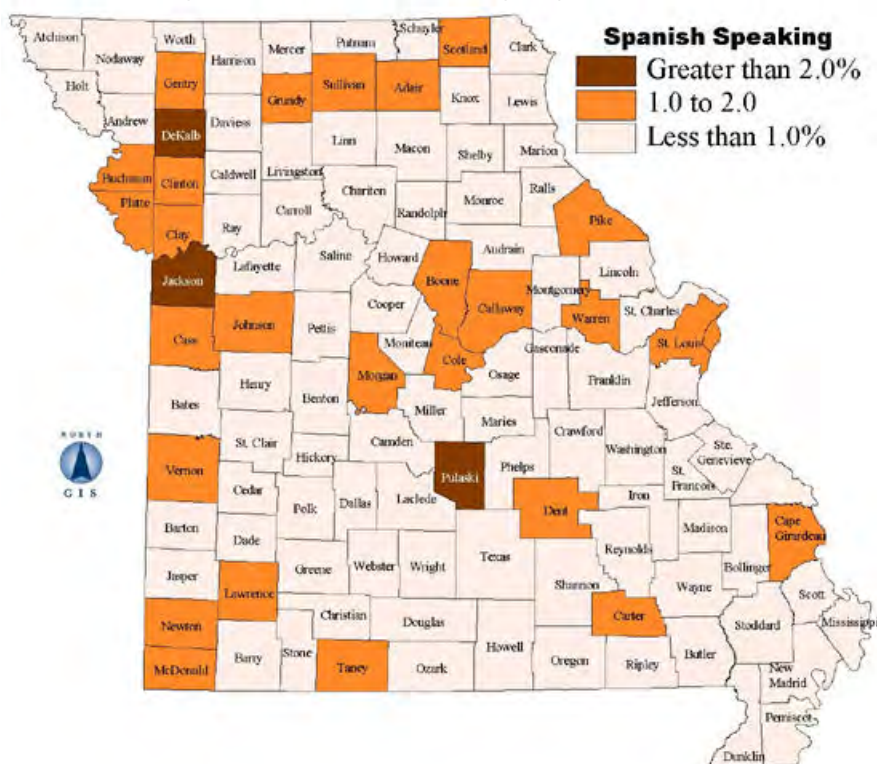 Spanish Speaking
Greater than 2.0%
1.0 to 2.0
Less than 1.0%
Atchison
Nodaway
Worth
Harrison
Mercer
Putnam
Schuyler
Scotland
Clark
Holt
Gentry
Grundy
Sullivan
Adair
Knox
Lewis
Andrew
DeKalb
Daviess
Linn
Macon
Shelby
Marion
Buchanan
Clinton
Caldwell
Livingston
Chariton
Ralls
Monroe
Platte
Clay
Ray
Carroll
Randolph
Pike
Audrain
Jackson
Lafayette
Saline
Howard
Boone
Callaway
Montgomery
Lincoln
Cooper
Warren
St. Charles
Cass
Johnson
Pettis
Moniteau
Cole
St. Louis
Gasconade
Osage
Morgan
Franklin
Henry
Benton
Miller
Jefferson
Bates
Maries
Crawford
Washington
Ste.
Genevieve
St. Clair
Camden
Hickory
Pulaski
Phelps
St.
Francois
NORTH
GIS
Vernon
Cedar
Polk
Dallas
Laclede
Dent
Iron
Madison
Cape
Girardeau
Barton
Dade
Reynolds
Bollinger
Jasper
Greene
Webster
Wright
Texas
Shannon
Wayne
Scott
Lawrence
Christian
Douglas
Carter
Stoddard
Mississippi
Newton
McDonald
Barry
Stone
Taney
Ozark
Howell
Oregon
Ripley
Butler
New
Madrid
Pemiscot
Dunklin